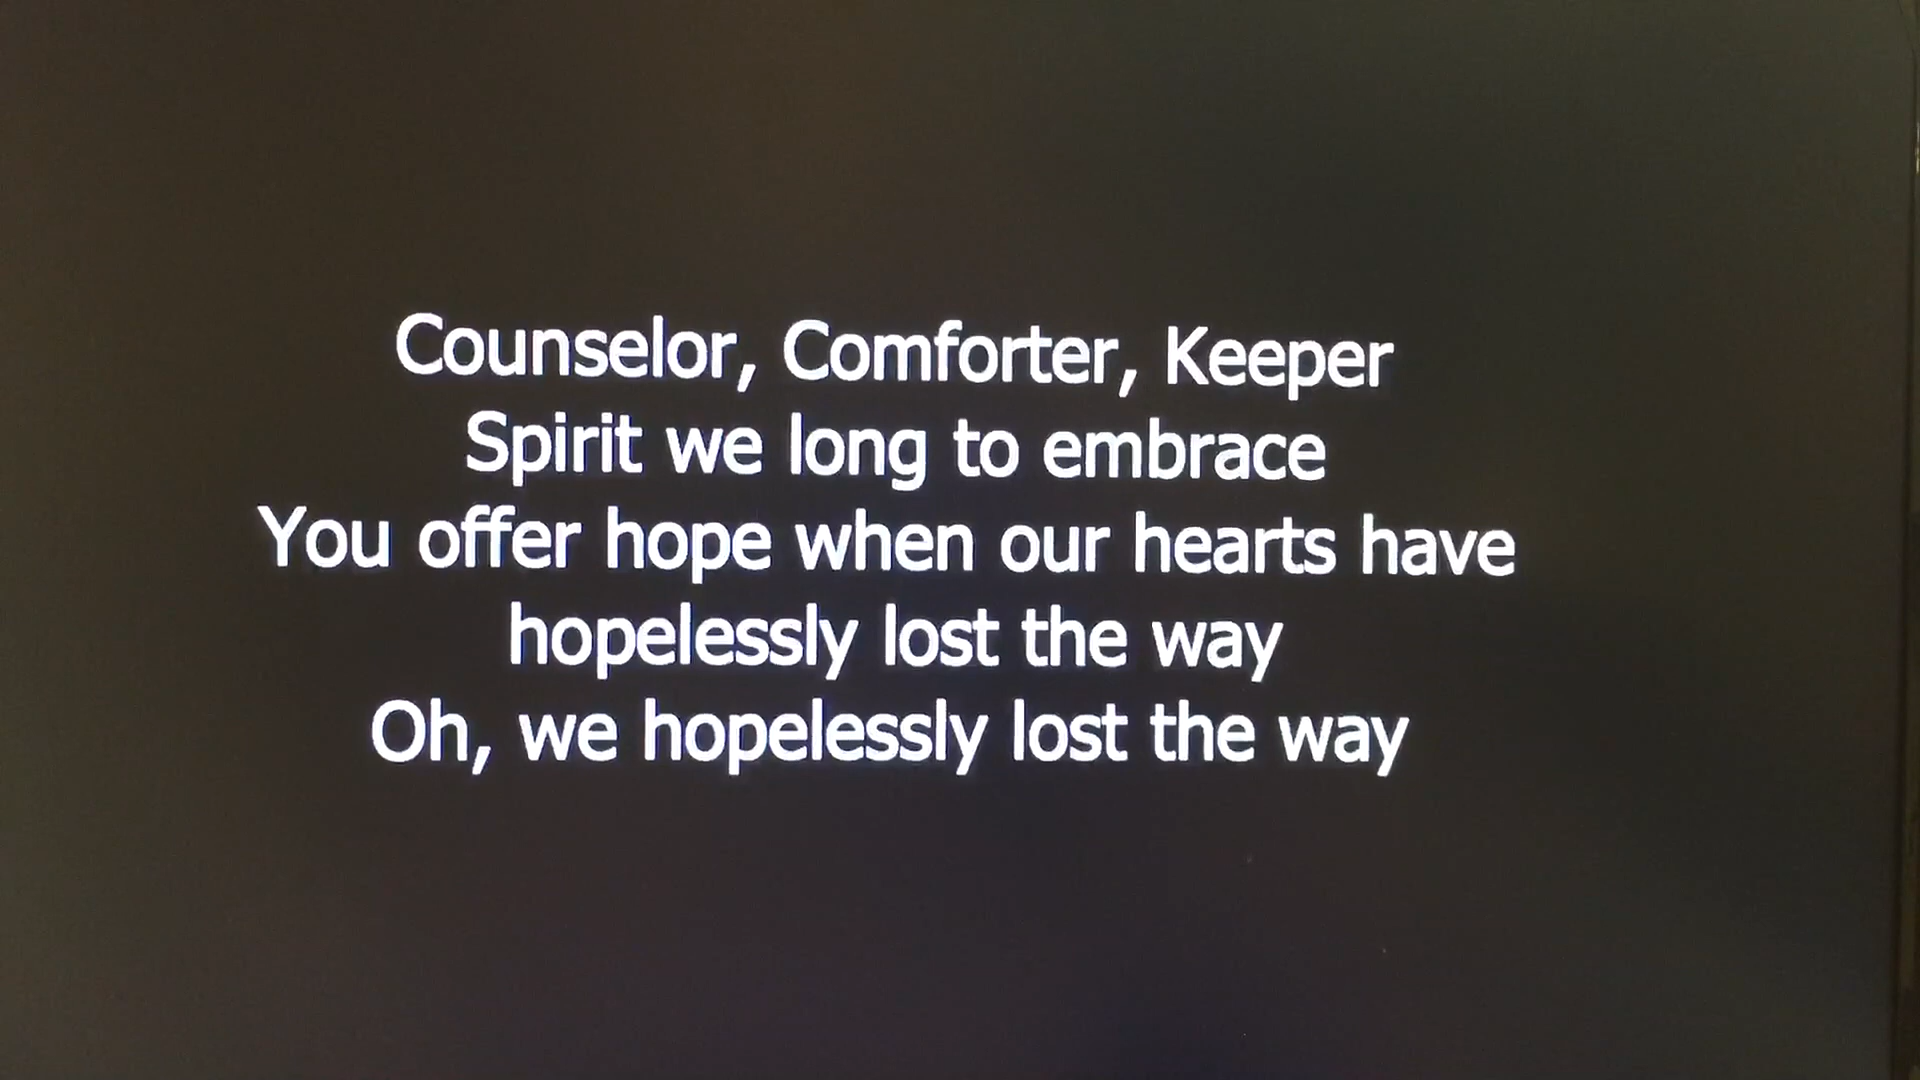 Counselor, Comforter, Keeper
Spirit we long to embrace
You offer hope when our hearts have
hopelessly lost the way
Oh, we hopelessly lost the way